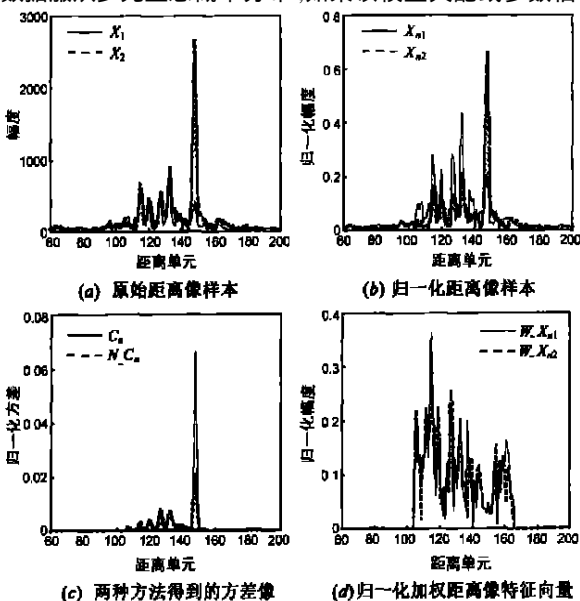 3000
2000
1000
0
幅度
X₁
X₂
60 80 100 120 140 160 180 200
距离单元
(a) 原始距离像样本
0.8
0.6
0.4
0.2
0
归一化幅度
Xₙ₁
Xₙ₂
60 80 100 120 140 160 180 200
距离单元
(b) 归一化距离像样本
0.08
0.06
0.04
0.02
0
归一化方差
Cₙ
N_Cₙ
60 80 100 120 140 160 180 200
距离单元
(c) 两种方法得到的方差像
0.4
0.3
0.2
0.1
0
归一化幅度
W_Xₙ₁
W_Xₙ₂
60 80 100 120 140 160 180 200
距离单元
(d)归一化加权距离像特征向量